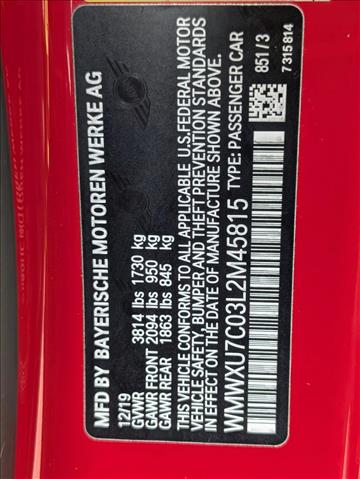 MFD BY BAYERISCHE MOTOREN WERKE AG
12/19
GVWR 3814 lbs 1730 kg
GAWR FRONT 2094 lbs 950 kg
GAWR REAR 1863 lbs 845 kg
THIS VEHICLE CONFORMS TO ALL APPLICABLE U.S.FEDERAL MOTOR
VEHICLE SAFETY, BUMPER AND THEFT PREVENTION STANDARDS
IN EFFECT ON THE DATE OF MANUFACTURE SHOWN ABOVE.
WMWXU7C03L2M45815 TYPE: PASSENGER CAR
851/3
7315814